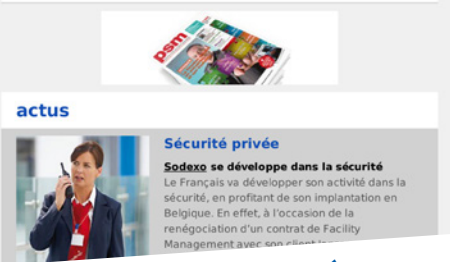 psm
actus
Sécurité privée
Sodexo se développe dans la sécurité
Le Français va développer son activité dans la
sécurité, en profitant de son implantation en
Belgique. En effet, à l'occasion de la
renégociation d'un contrat de Facility
Management avec son client